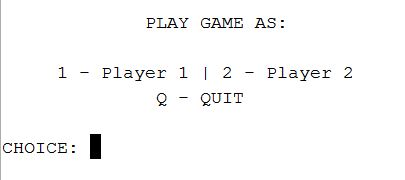 PLAY GAME AS:
1 - Player 1 | 2 - Player 2
Q - QUIT
CHOICE: